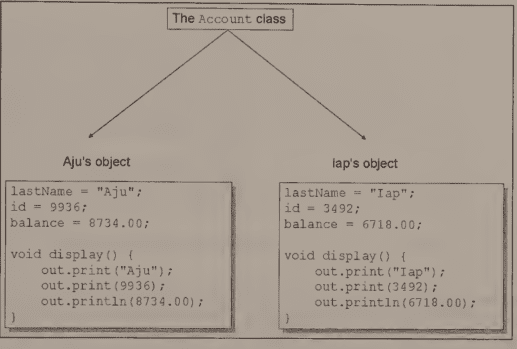 The Account class
Aju's object
lastName = "Aju";
id = 9936;
balance = 8734.00;
void display() {
out.print("Aju");
out.print(9936);
out.println(8734.00);
}
Iap's object
lastName = "Iap";
id = 3492;
balance = 6718.00;
void display() {
out.print("Iap");
out.print(3492);
out.println(6718.00);
}